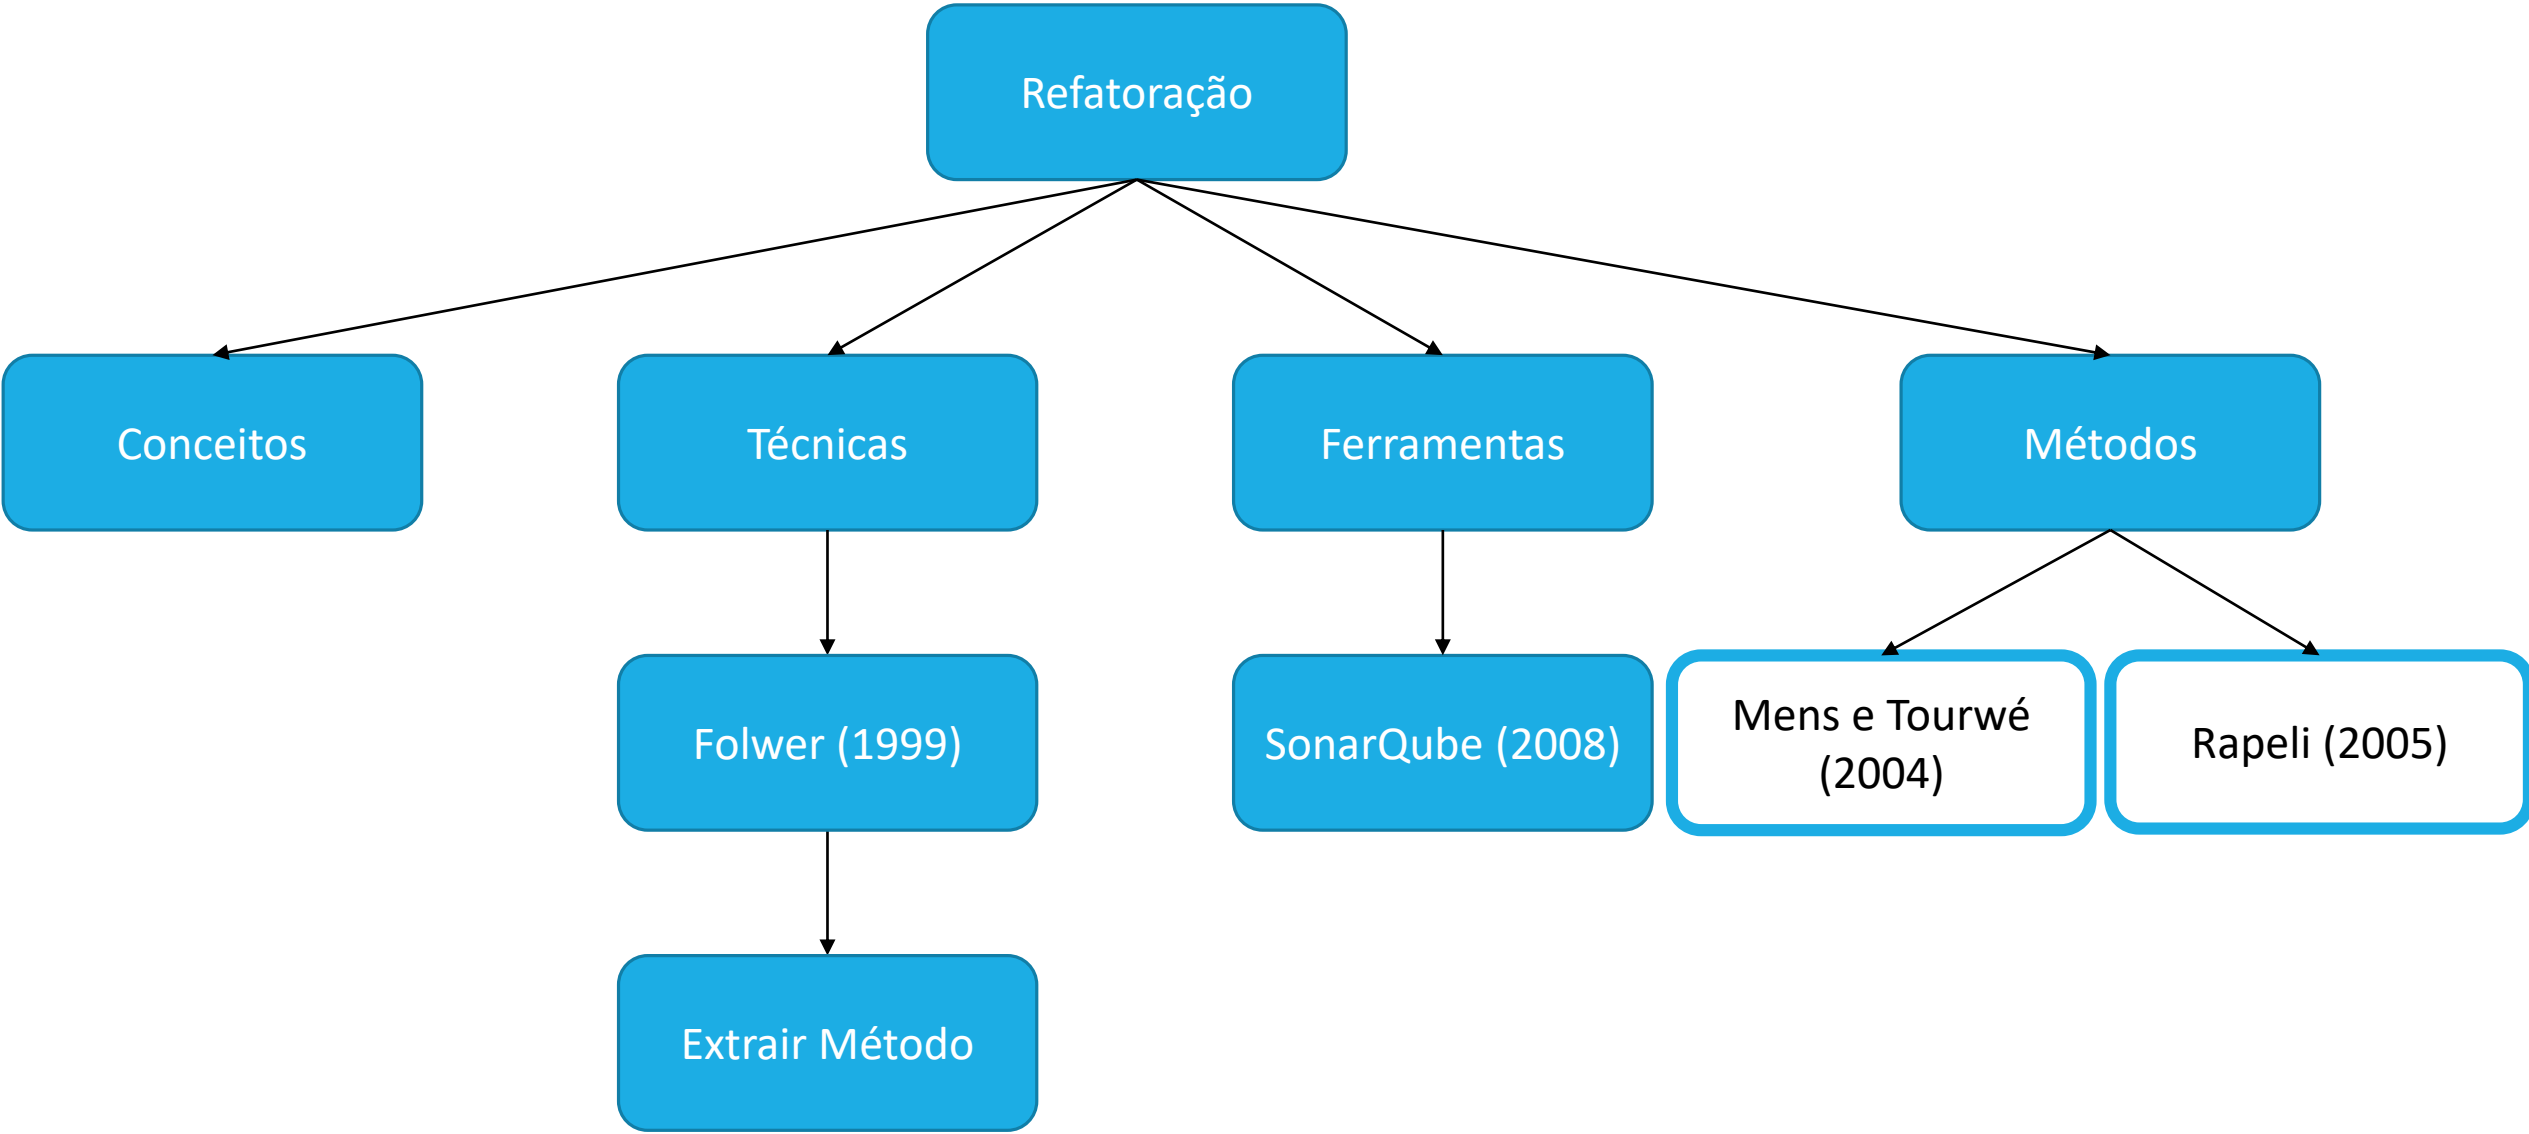 Refatoração
Conceitos
Técnicas
Ferramentas
Métodos
Folwer (1999)
SonarQube (2008)
Mens e Tourwé
(2004)
Rapeli (2005)
Extrair Método